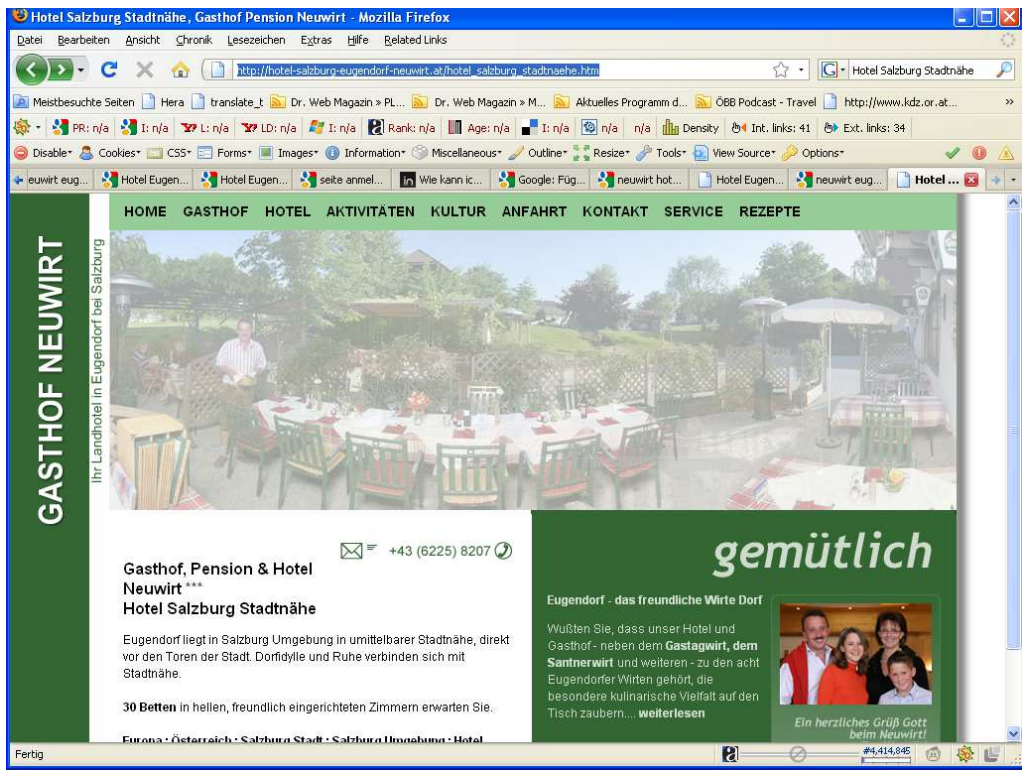 Hotel Salzburg Stadtnähe, Gasthof Pension Neuwirt - Mozilla Firefox
Datei Bearbeiten Ansicht Chronik Lesezeichen Extras Hilfe Related Links
http://hotel-salzburg-eugendorf-neuwirt.at/hotel_salzburg_stadtnaehe.htm
Hotel Salzburg Stadtnähe
Meistbesuchte Seiten Hera translate_t Dr. Web Magazin » PL... Dr. Web Magazin » M... Aktuelles Programm d... ÖBB Podcast - Travel http://www.kdz.or.at... »
PR: n/a I: n/a L: n/a LD: n/a I: n/a Rank: n/a Age: n/a I: n/a n/a n/a Density Int. links: 41 Ext. links: 34
Disable Cookies CSS Forms Images Information Miscellaneous Outline Resize Tools View Source Options
euwirt eug... Hotel Eugen... Hotel Eugen... seite anmel... Wie kann ic... Google: Füg... neuwirt hot... Hotel Eugen... neuwirt eug... Hotel ...
HOME GASTHOF HOTEL AKTIVITÄTEN KULTUR ANFAHRT KONTAKT SERVICE REZEPTE
GASTHOF NEUWIRT
Ihr Landhotel in Eugendorf bei Salzburg
+43 (6225) 8207
Gasthof, Pension & Hotel
Neuwirt ***
Hotel Salzburg Stadtnähe
Eugendorf liegt in Salzburg Umgebung in umittelbarer Stadtnähe, direkt
vor den Toren der Stadt. Dorfidylle und Ruhe verbinden sich mit
Stadtnähe.
30 Betten in hellen, freundlich eingerichteten Zimmern erwarten Sie.
Europa : Österreich : Salzburg Stadt : Salzburg Umgebung : Hotel
gemütlich
Eugendorf - das freundliche Wirte Dorf
Wußten Sie, dass unser Hotel und
Gasthof - neben dem Gastagwirt, dem
Santnerwirt und weiteren - zu den acht
Eugendorfer Wirten gehört, die
besondere kulinarische Vielfalt auf den
Tisch zaubern.... weiterlesen
Ein herzliches Grüß Gott
beim Neuwirt!
Fertig
#4,414,845